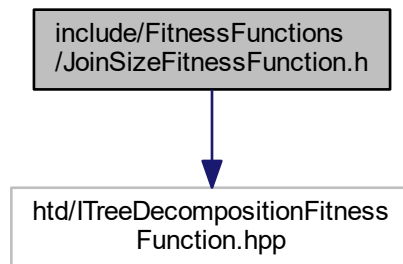 include/FitnessFunctions
/JoinSizeFitnessFunction.h
htd/ITreeDecompositionFitness
Function.hpp